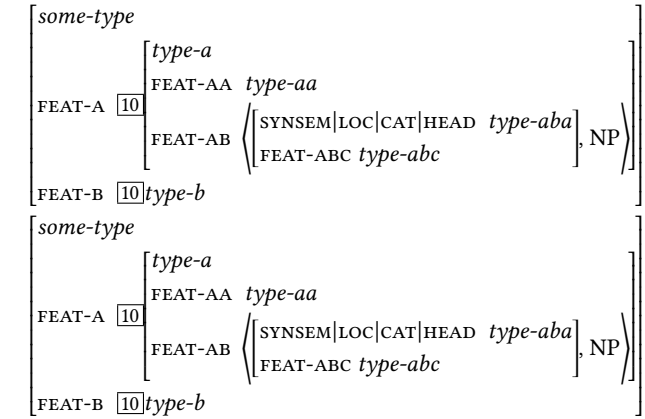 some-type
type-a
FEAT-AA type-aa
FEAT-A 10
SYNSEM|LOC|CAT|HEAD type-aba
FEAT-AB ⟨ , NP⟩
FEAT-ABC type-abc
FEAT-B 10 type-b
some-type
type-a
FEAT-AA type-aa
FEAT-A 10
SYNSEM|LOC|CAT|HEAD type-aba
FEAT-AB ⟨ , NP⟩
FEAT-ABC type-abc
FEAT-B 10 type-b